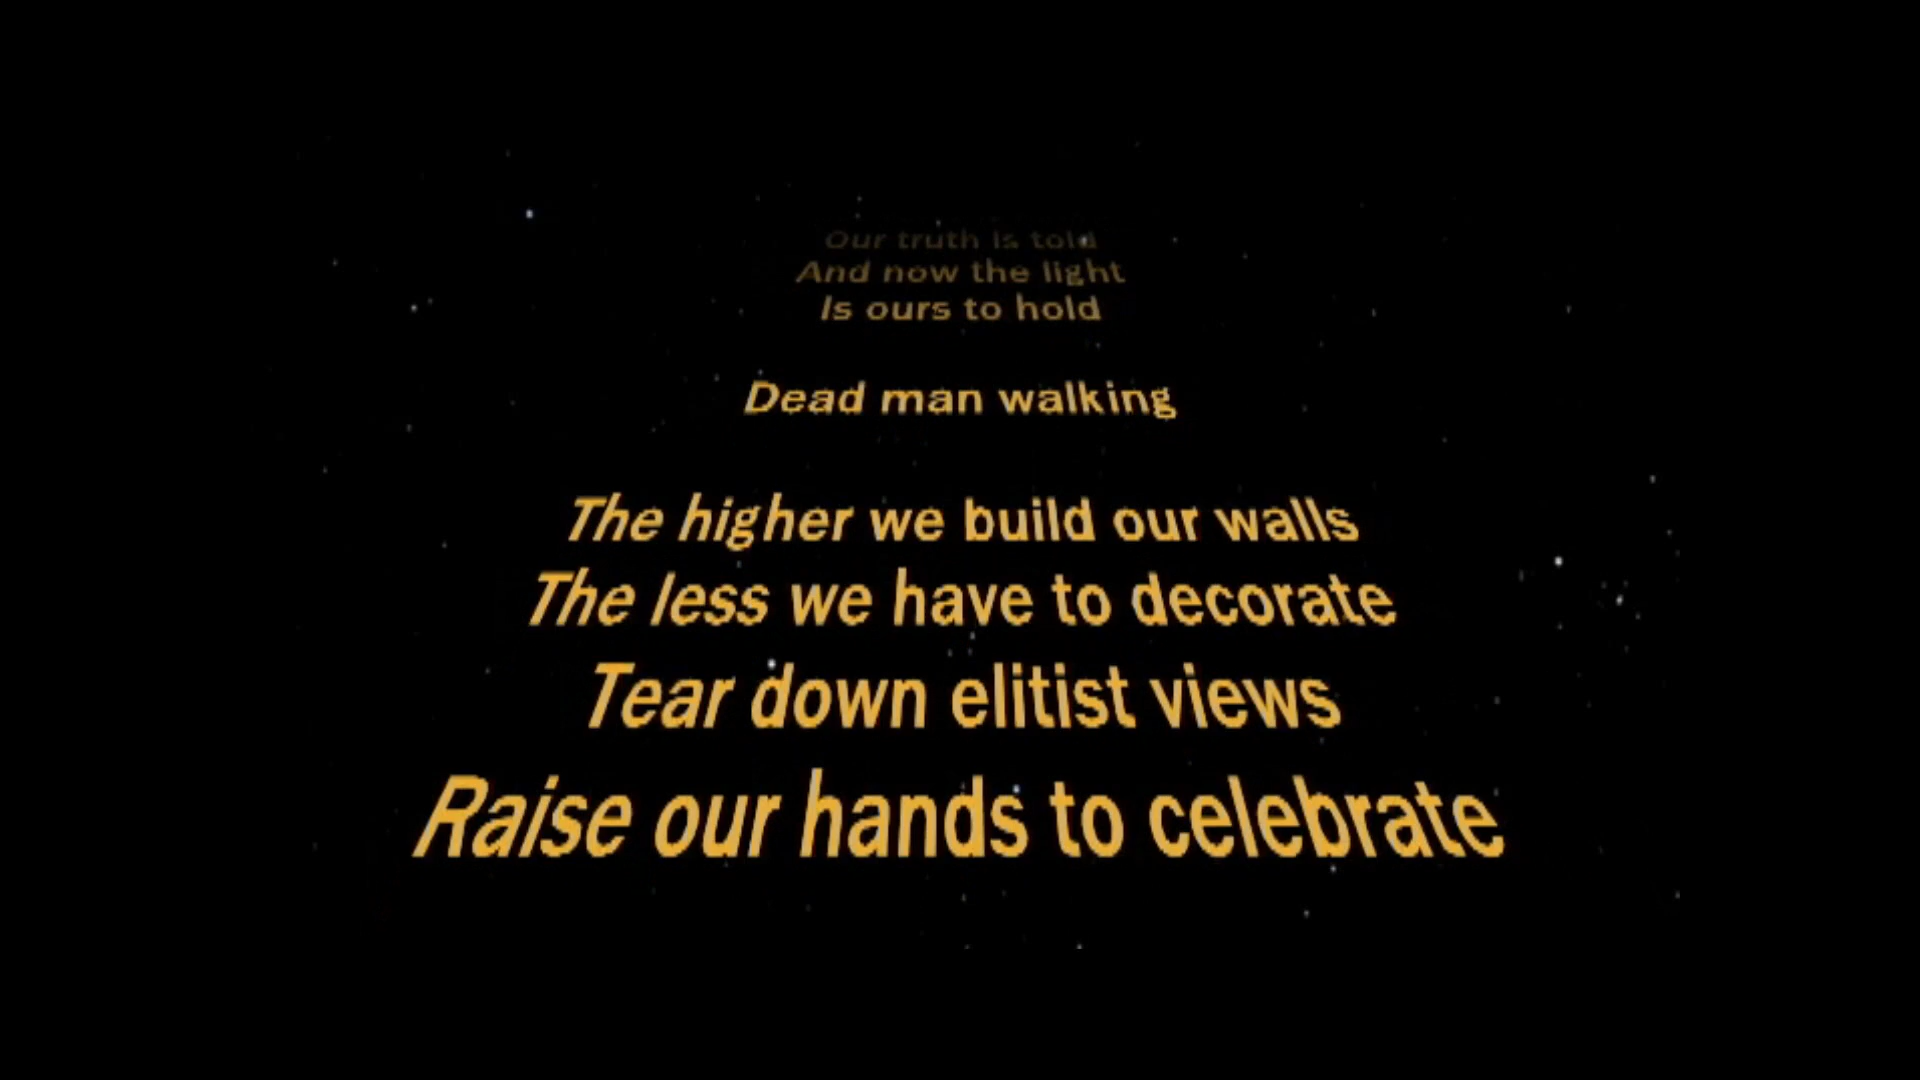 Our truth is told
And now the light
Is ours to hold
Dead man walking
The higher we build our walls
The less we have to decorate
Tear down elitist views
Raise our hands to celebrate